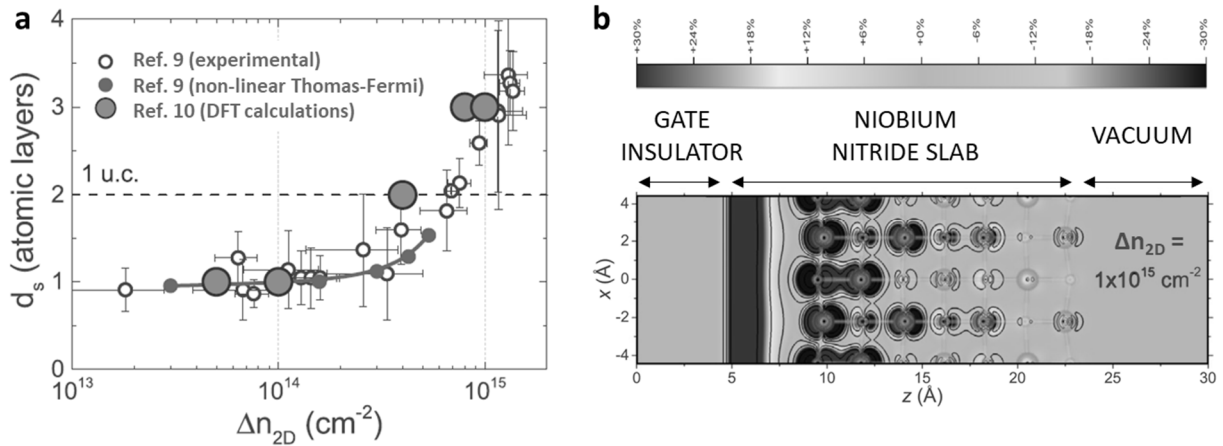 a
4
3
2
1
0
d_s (atomic layers)
Ref. 9 (experimental)
Ref. 9 (non-linear Thomas-Fermi)
Ref. 10 (DFT calculations)
1 u.c.
10^13
10^14
10^15
Δn_2D (cm^-2)
b
+30%
+24%
+18%
+12%
+6%
+0%
-6%
-12%
-18%
-24%
-30%
GATE
INSULATOR
NIOBIUM
NITRIDE SLAB
VACUUM
4
2
0
-2
-4
x (Å)
Δn_2D =
1x10^15 cm^-2
0
5
10
15
20
25
30
z (Å)